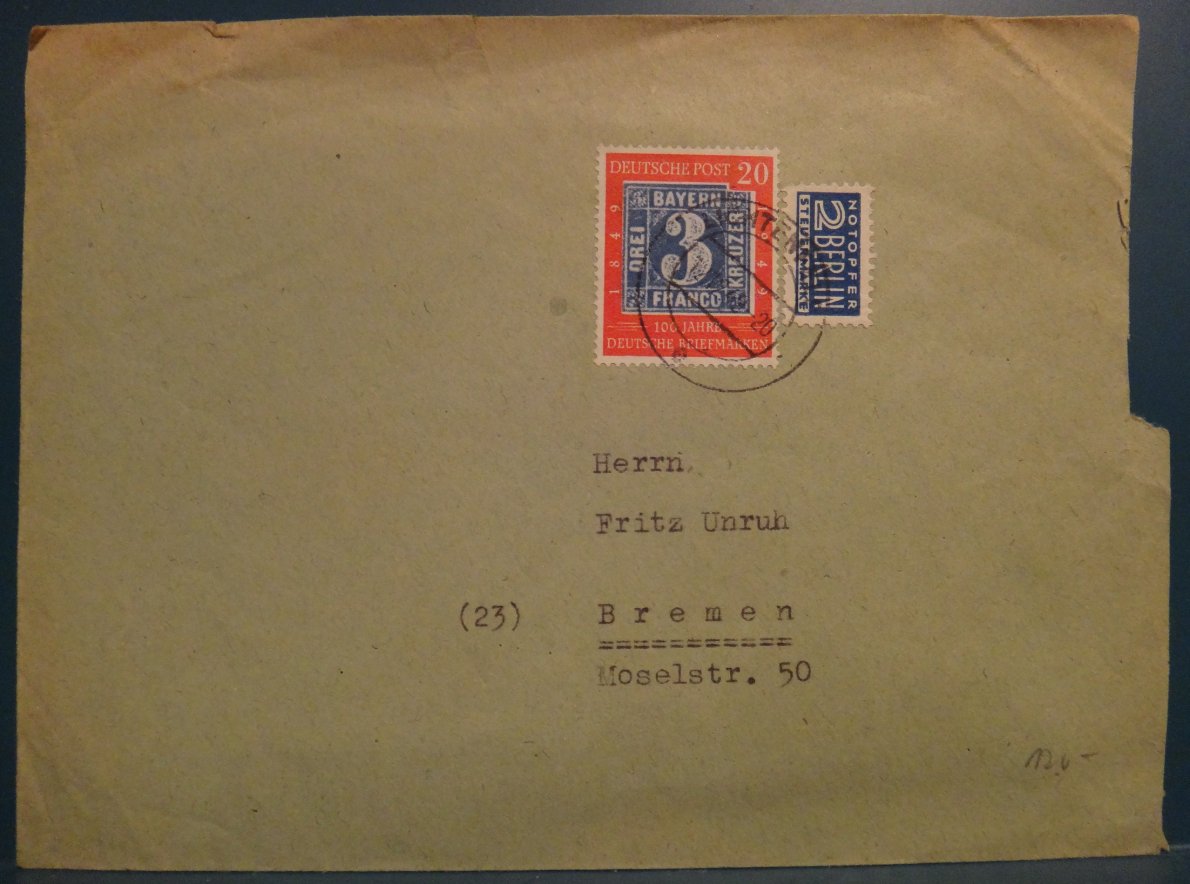 DEUTSCHE POST 20
1849
1949
BAYERN
DREI
3
KREUZER
FRANCO
100 JAHRE
DEUTSCHE BRIEFMARKEN
NOTOPFER
2 BERLIN
STEUERMARKE
20
Herrn
Fritz Unruh
(23) Bremen
===========
Moselstr. 50